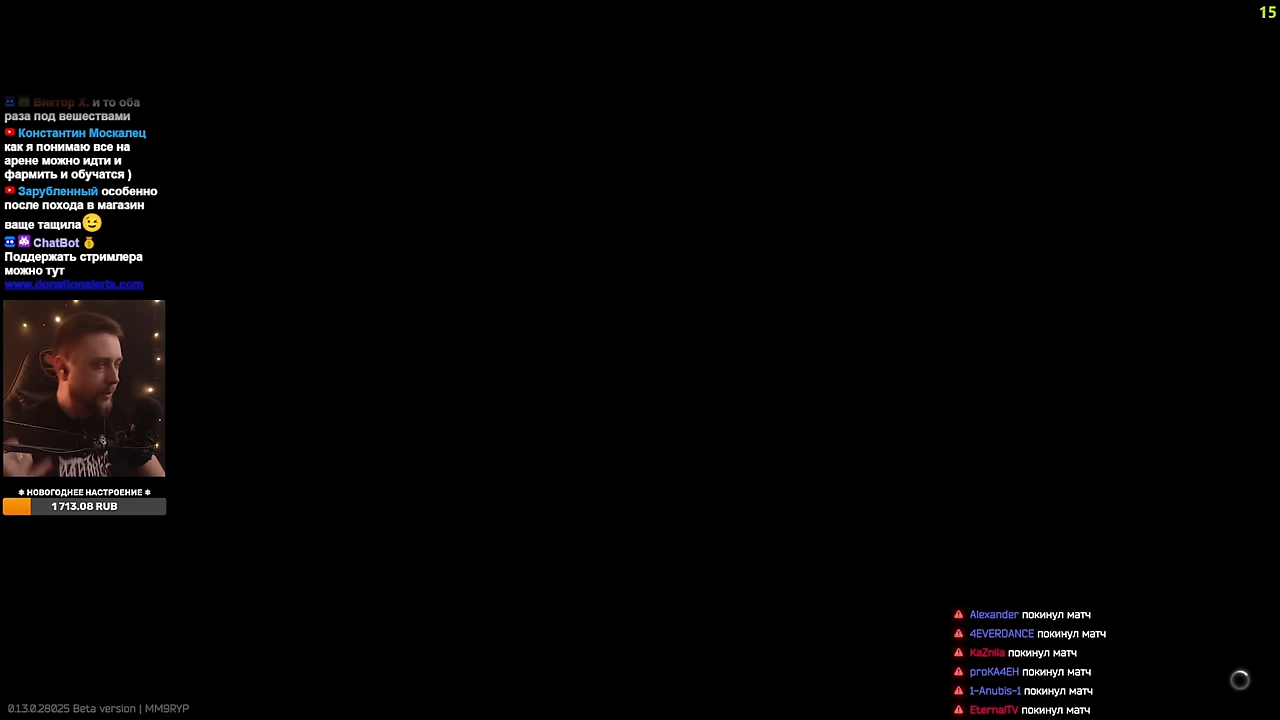 15
Виктор Х. и то оба
раза под вешествами
Константин Москалец
как я понимаю все на
арене можно идти и
фармить и обучатся )
Зарубленный особенно
после похода в магазин
ваще тащила😉
ChatBot 💰
Поддержать стримлера
можно тут
www.donationalerts.com
❄ НОВОГОДНЕЕ НАСТРОЕНИЕ ❄
1 713.08 RUB
Alexander покинул матч
4EVERDANCE покинул матч
KaZnila покинул матч
proKA4EH покинул матч
1-Anubis-1 покинул матч
EternalTV покинул матч
0.13.0.28025 Beta version | MM9RYP